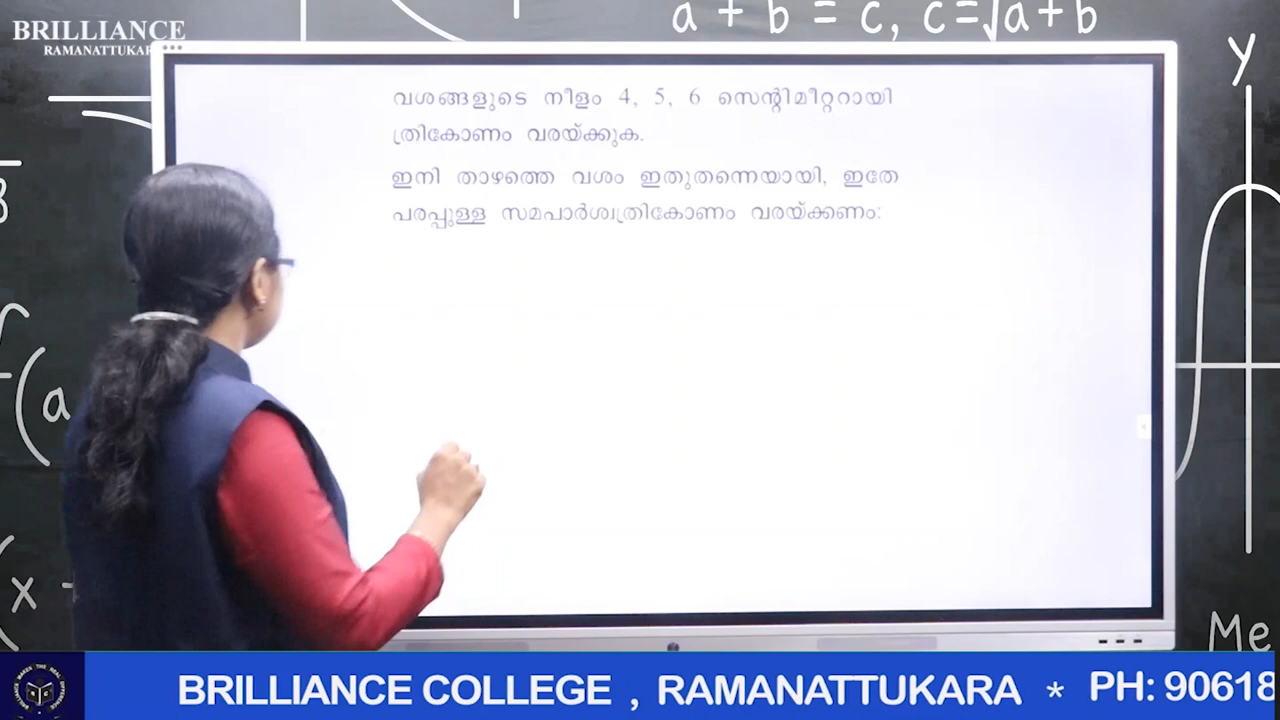 a + b = c, c=√a+b
BRILLIANCE
RAMANATTUKARA
y
വശങ്ങളുടെ നീളം 4, 5, 6 സെന്റിമീറ്ററായി
ത്രികോണം വരയ്ക്കുക.
ഇനി താഴത്തെ വശം ഇതുതന്നെയായി, ഇതേ
പരപ്പുള്ള സമപാർശ്വത്രികോണം വരയ്ക്കണം:
(a
(x
Me
BRILLIANCE COLLEGE , RAMANATTUKARA * PH: 90618